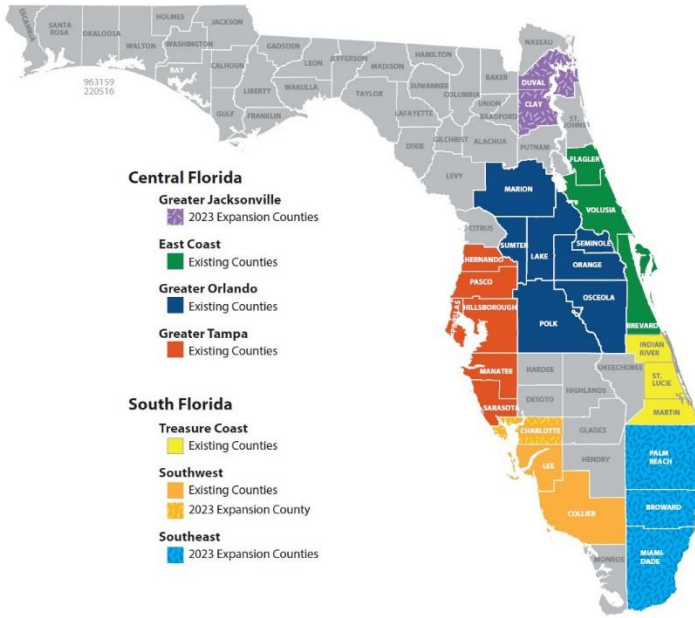 ESCAMBIA
SANTA
ROSA
OKALOOSA
WALTON
HOLMES
WASHINGTON
BAY
JACKSON
CALHOUN
GULF
GADSDEN
LIBERTY
FRANKLIN
LEON
WAKULLA
JEFFERSON
MADISON
TAYLOR
HAMILTON
SUWANNEE
LAFAYETTE
DIXIE
COLUMBIA
GILCHRIST
BAKER
UNION
BRADFORD
ALACHUA
LEVY
NASSAU
DUVAL
CLAY
ST.
JOHNS
PUTNAM
FLAGLER
963159
220516
MARION
VOLUSIA
CITRUS
SUMTER
LAKE
SEMINOLE
ORANGE
HERNANDO
PASCO
HILLSBOROUGH
PINELLAS
POLK
OSCEOLA
BREVARD
INDIAN
RIVER
MANATEE
HARDEE
OKEECHOBEE
ST.
LUCIE
HIGHLANDS
DESOTO
SARASOTA
MARTIN
CHARLOTTE
GLADES
LEE
HENDRY
PALM
BEACH
COLLIER
BROWARD
MONROE
MIAMI-
DADE
Central Florida
Greater Jacksonville
2023 Expansion Counties
East Coast
Existing Counties
Greater Orlando
Existing Counties
Greater Tampa
Existing Counties
South Florida
Treasure Coast
Existing Counties
Southwest
Existing Counties
2023 Expansion County
Southeast
2023 Expansion Counties